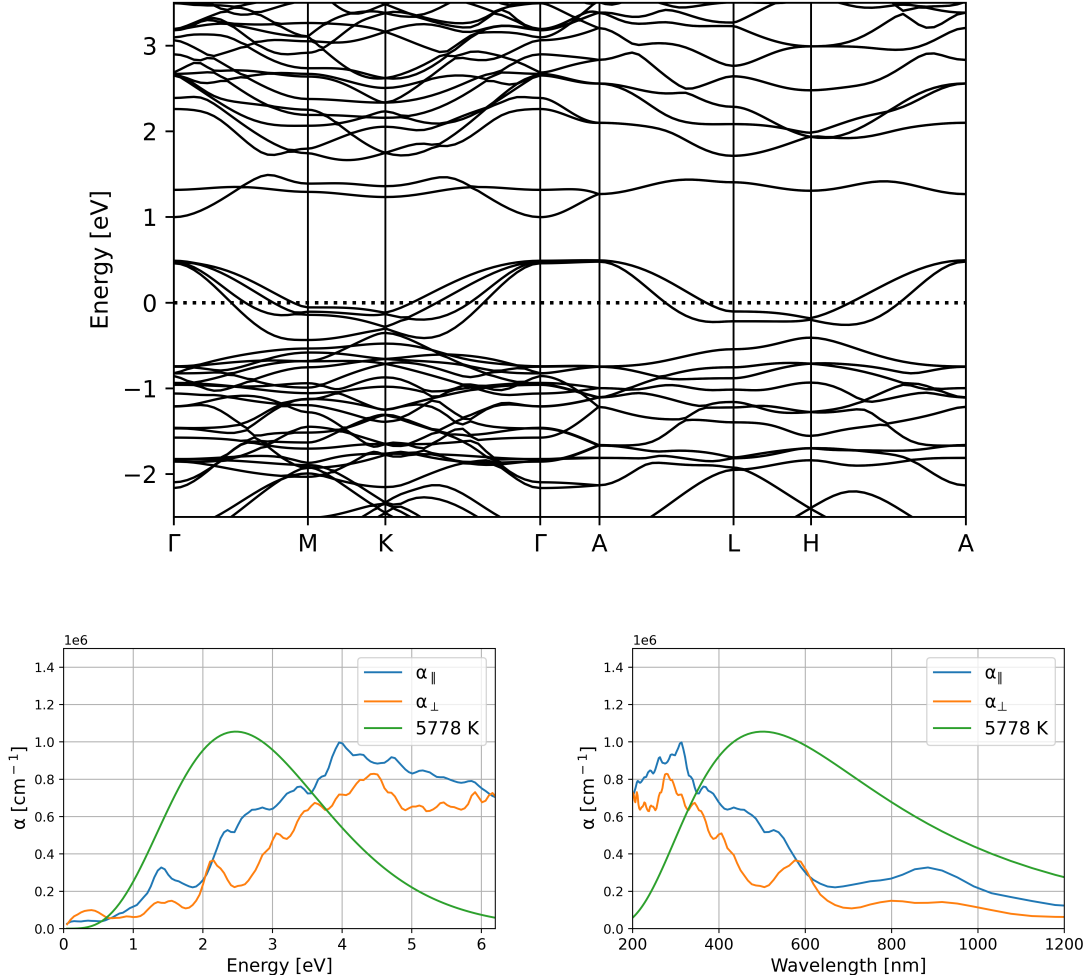 3
2
1
0
−1
−2
Energy [eV]
Γ M K Γ A L H A
1e6
1.4
1.2
1.0
0.8
0.6
0.4
0.2
0.0
α [cm⁻¹]
α∥
α⊥
5778 K
0 1 2 3 4 5 6
Energy [eV]
1e6
1.4
1.2
1.0
0.8
0.6
0.4
0.2
0.0
α [cm⁻¹]
α∥
α⊥
5778 K
200 400 600 800 1000 1200
Wavelength [nm]